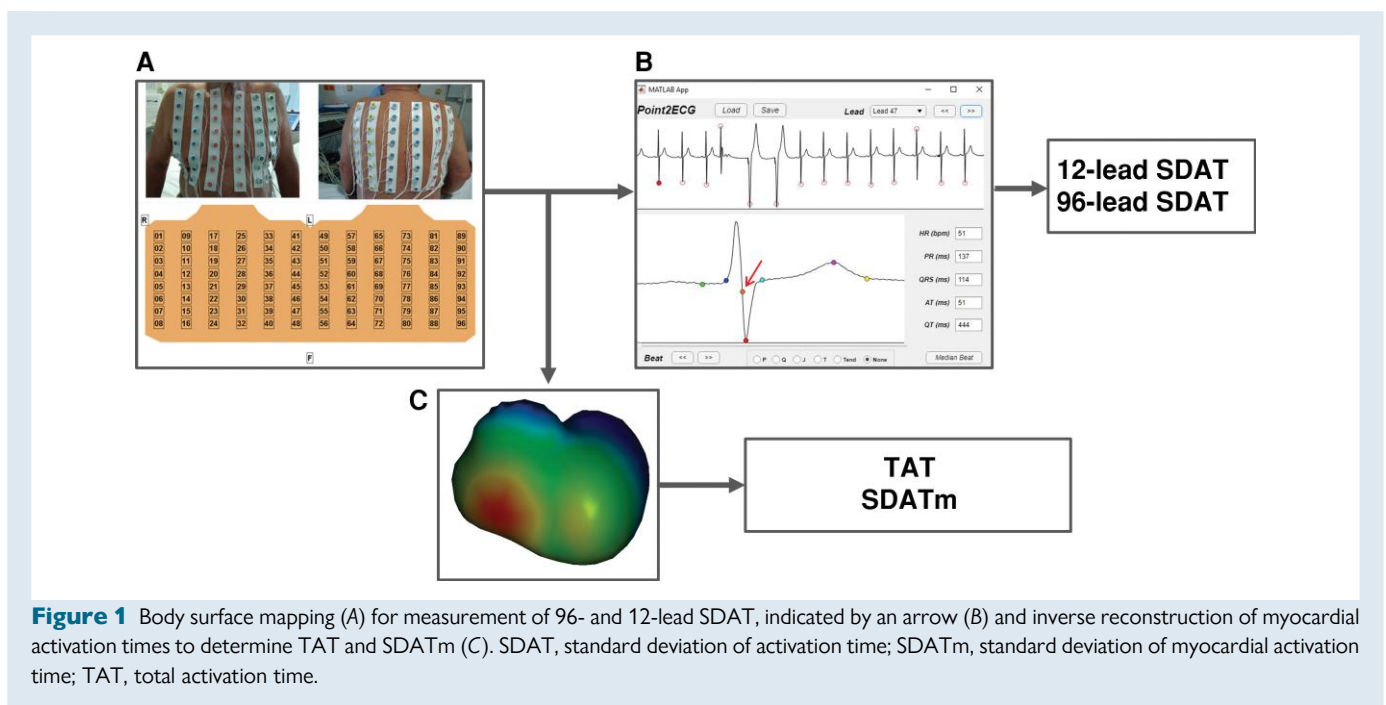 A
B
MATLAB App
Point2ECG Load Save Lead Lead 47 << >>
HR (bpm) 51
PR (ms) 137
QRS (ms) 114
AT (ms) 51
QT (ms) 444
Beat << >> P Q J T Tend None Median Beat
12-lead SDAT
96-lead SDAT
R L
01 09 17 25 33 41 49 57 65 73 81 89
02 10 18 26 34 42 50 58 66 74 82 90
03 11 19 27 35 43 51 59 67 75 83 91
04 12 20 28 36 44 52 60 68 76 84 92
05 13 21 29 37 45 53 61 69 77 85 93
06 14 22 30 38 46 54 62 70 78 86 94
07 15 23 31 39 47 55 63 71 79 87 95
08 16 24 32 40 48 56 64 72 80 88 96
F
C
TAT
SDATm
Figure 1 Body surface mapping (A) for measurement of 96- and 12-lead SDAT, indicated by an arrow (B) and inverse reconstruction of myocardial
activation times to determine TAT and SDATm (C). SDAT, standard deviation of activation time; SDATm, standard deviation of myocardial activation
time; TAT, total activation time.